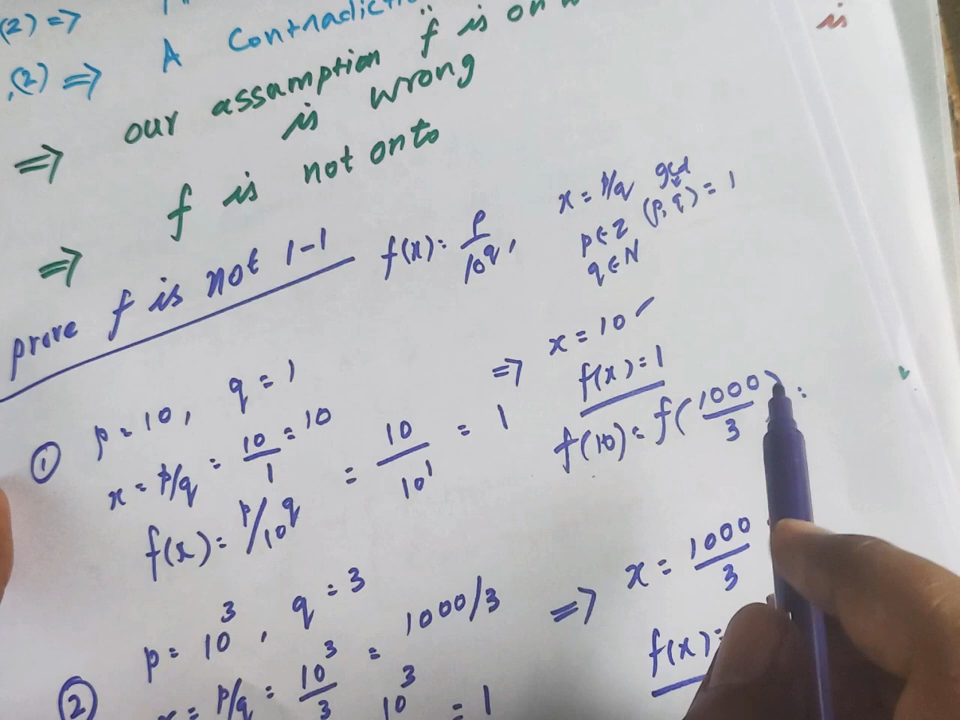 (2) =>
,(2) => A Contradicti
=> our assumption f is on
is wrong
=> f is not onto
prove f is not 1-1
f(x) = p/10^q,
x = p/q
p ∈ Z gcd (p, q) = 1
q ∈ N
① p = 10, q = 1
x = p/q = 10/1 = 10
f(x) = p/10^q = 10/10^1 = 1
=> x = 10 ✓
f(x) = 1
f(10) = f(1000/3) =
② p = 10^3, q = 3
x = p/q = 10^3/3 = 1000/3
10^3 = 1
=> x = 1000/3
f(x) =
is